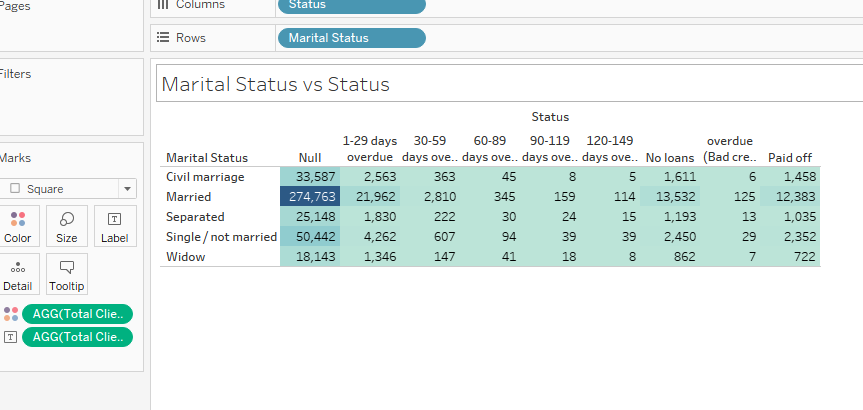 Pages
Columns
Status
Rows
Marital Status
Filters
Marks
Square
Color
Size
Label
Detail
Tooltip
AGG(Total Clie..
AGG(Total Clie..
Marital Status vs Status
Status
Marital Status Null 1-29 days overdue 30-59 days ove.. 60-89 days ove.. 90-119 days ove.. 120-149 days ove.. No loans overdue (Bad cre.. Paid off
Civil marriage 33,587 2,563 363 45 8 5 1,611 6 1,458
Married 274,763 21,962 2,810 345 159 114 13,532 125 12,383
Separated 25,148 1,830 222 30 24 15 1,193 13 1,035
Single / not married 50,442 4,262 607 94 39 39 2,450 29 2,352
Widow 18,143 1,346 147 41 18 8 862 7 722